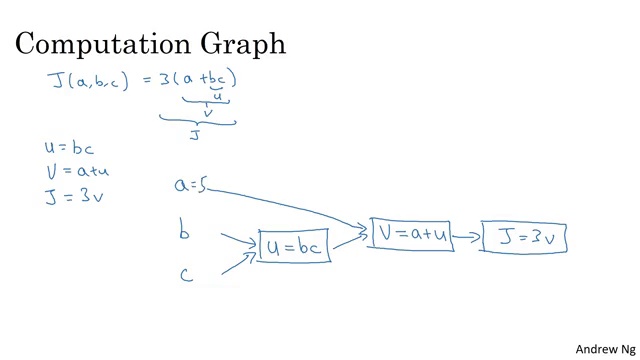 Computation Graph
J(a,b,c) = 3(a+bc)
u
v
J
u = bc
V = a+u
J = 3v
a=5
b
c
u = bc
V = a+u
J = 3v
Andrew Ng